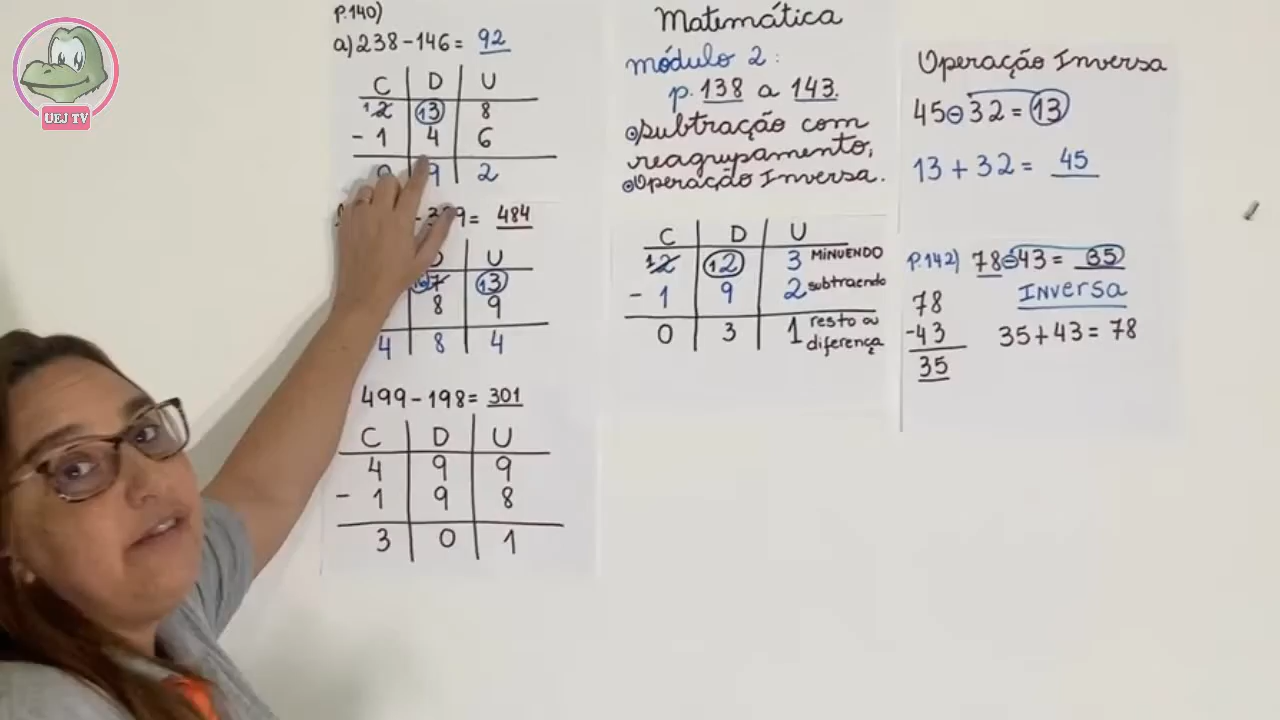 UEJ TV
P.140)
a) 238-146= 92
C D U
12 13 8
- 1 4 6
9 2
= 484
U
13
8 9
4 8 4
499-198= 301
C D U
4 9 9
- 1 9 8
3 0 1
Matemática
módulo 2:
p. 138 a 143.
subtração com
reagrupamento,
Operação Inversa.
C D U
12 12 3 MINUENDO
- 1 9 2 subtraendo
0 3 1 resto ou
diferença
Operação Inversa
45-32=13
13+32= 45
P.142) 78-43= 35
Inversa
78
-43
35
35+43=78